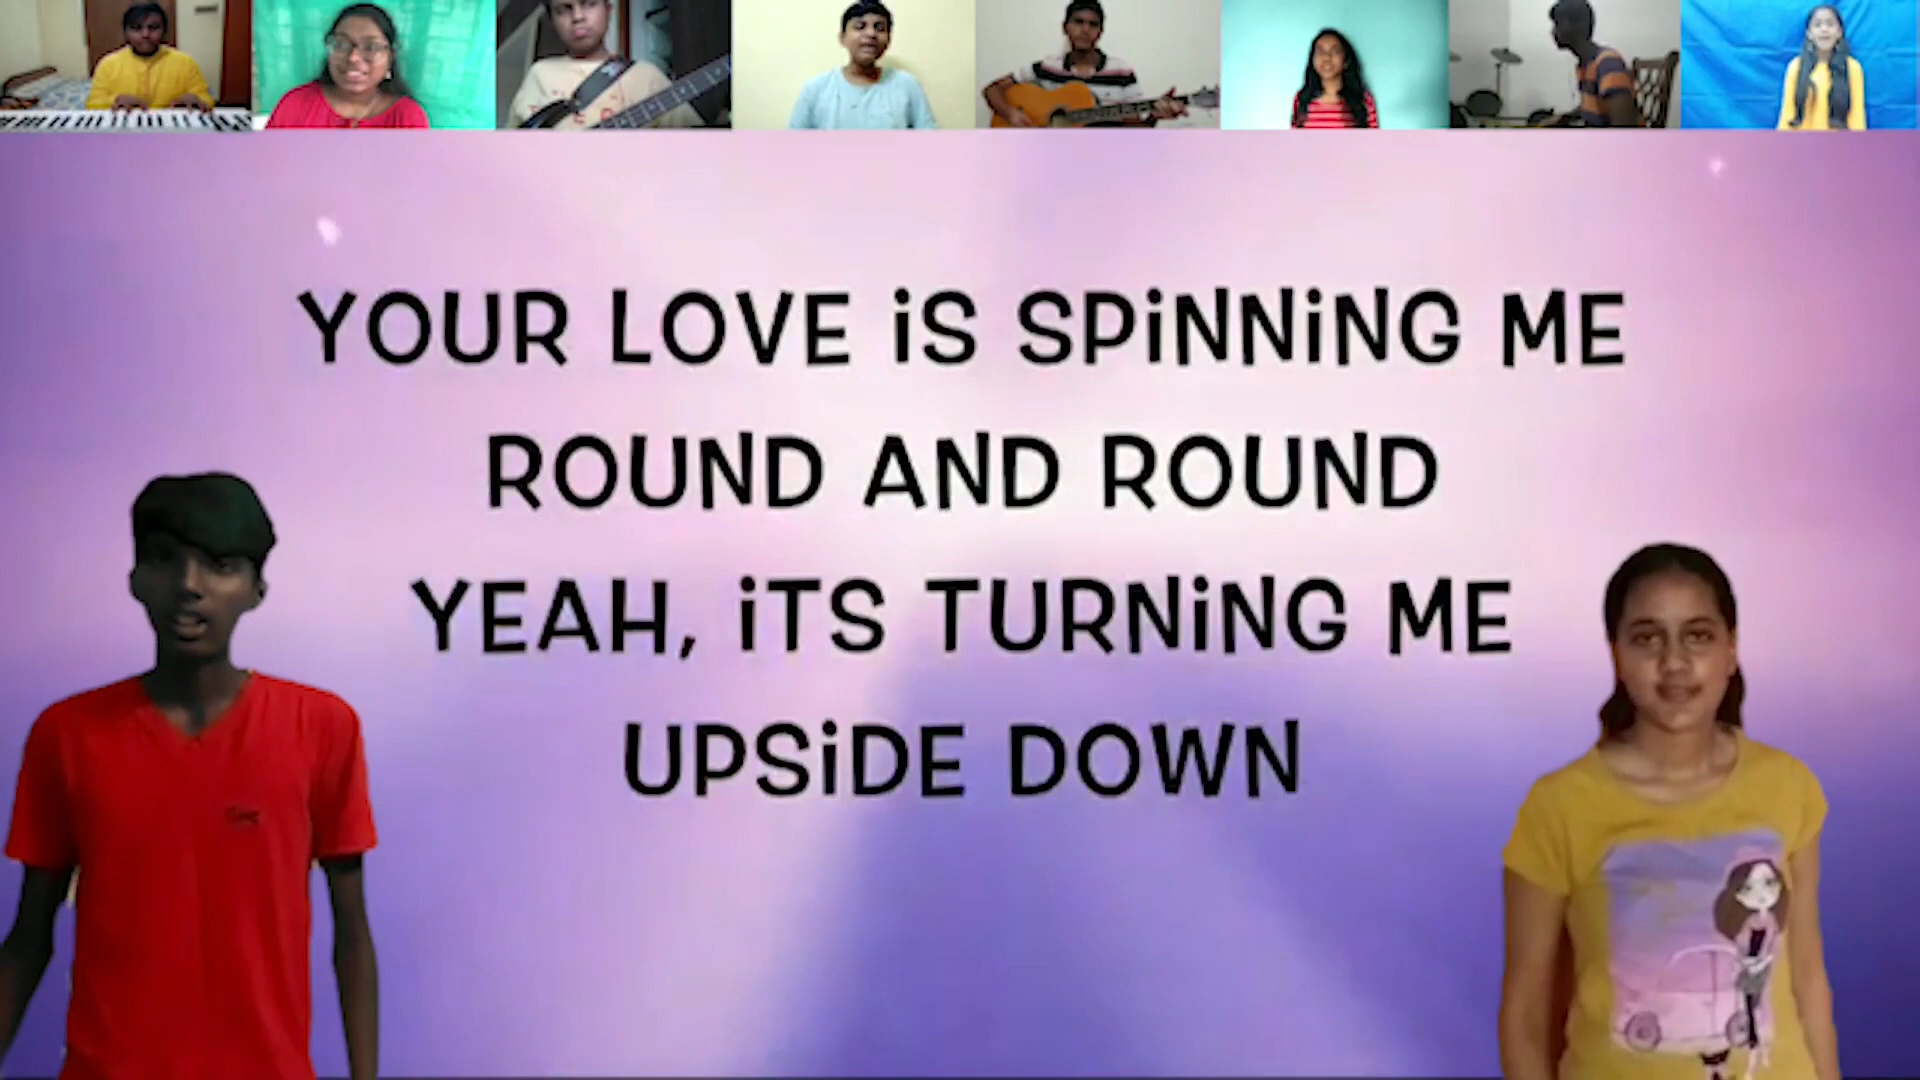 YOUR LOVE iS SPiNNiNG ME
ROUND AND ROUND
YEAH, iTS TURNiNG ME
UPSiDE DOWN